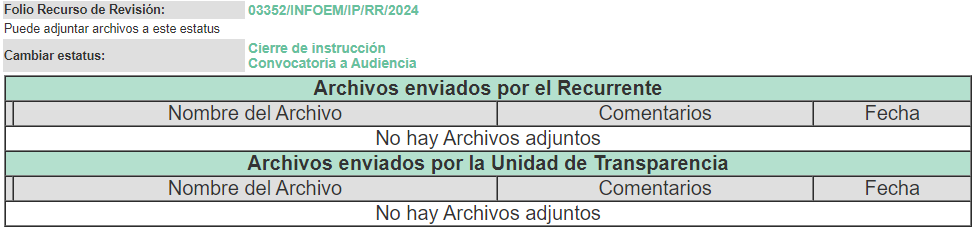 Folio Recurso de Revisión: 03352/INFOEM/IP/RR/2024
Puede adjuntar archivos a este estatus
Cambiar estatus: Cierre de instrucción
Convocatoria a Audiencia
Archivos enviados por el Recurrente
Nombre del Archivo Comentarios Fecha
No hay Archivos adjuntos
Archivos enviados por la Unidad de Transparencia
Nombre del Archivo Comentarios Fecha
No hay Archivos adjuntos